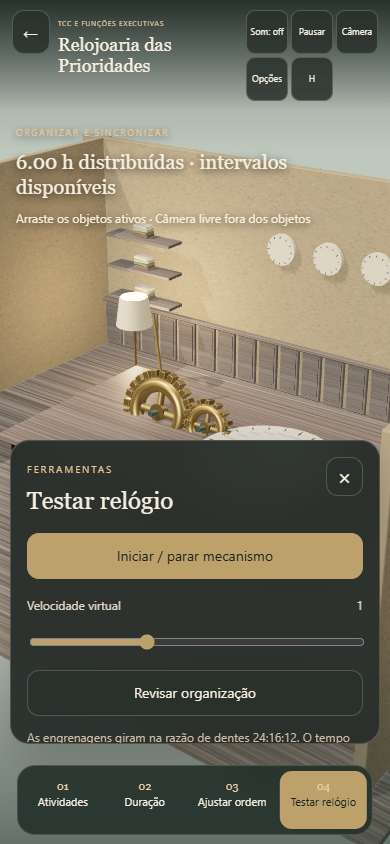 ←
TCC E FUNÇÕES EXECUTIVAS
Relojoaria das
Prioridades
Som: off
Pausar
Câmera
Opções
H
ORGANIZAR E SINCRONIZAR
6.00 h distribuídas · intervalos
disponíveis
Arraste os objetos ativos · Câmera livre fora dos objetos
FERRAMENTAS
×
Testar relógio
Iniciar / parar mecanismo
Velocidade virtual 1
Revisar organização
As engrenagens giram na razão de dentes 24:16:12. O tempo
01
Atividades
02
Duração
03
Ajustar ordem
04
Testar relógio